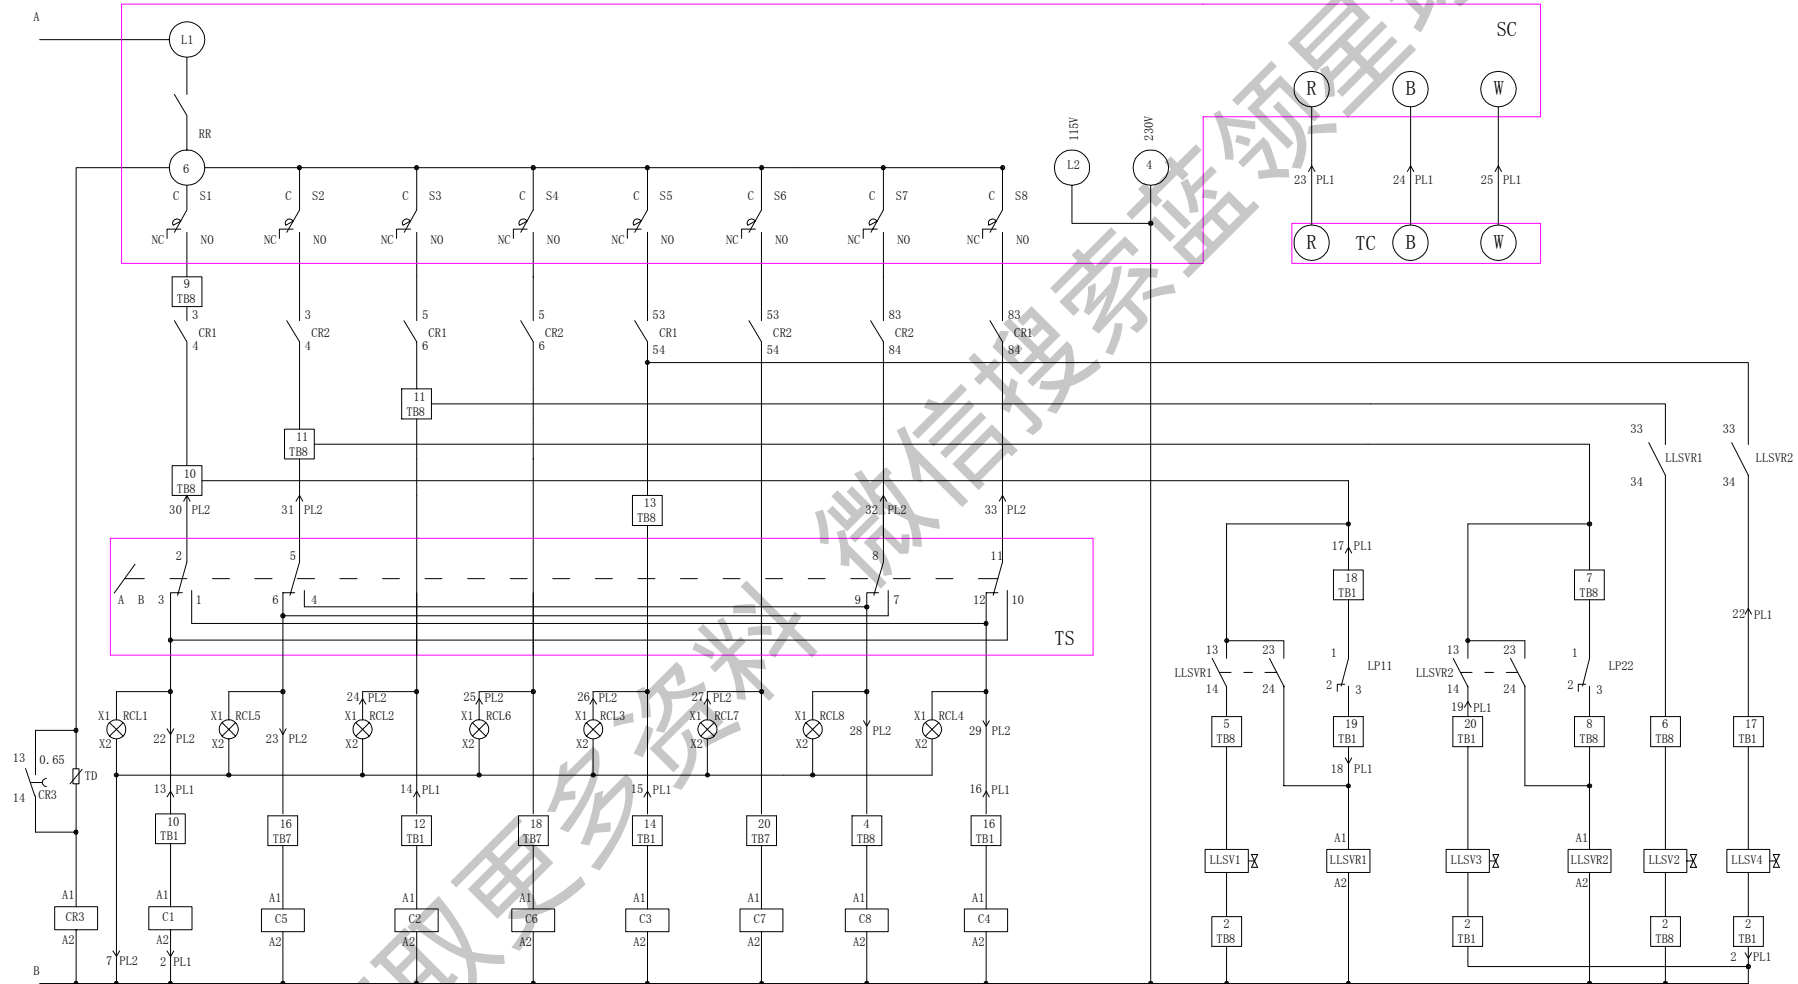 A
L1
SC
R B W
RR
115V 230V
6
L2 4
23 PL1 24 PL1 25 PL1
C S1 C S2 C S3 C S4 C S5 C S6 C S7 C S8
NC NO NC NO NC NO NC NO NC NO NC NO NC NO NC NO
R TC B W
9
TB8
3 3 5 5 53 53 83 83
CR1 CR2 CR1 CR2 CR1 CR2 CR2 CR1
4 4 6 6 54 54 84 84
11
TB8
11
TB8
33 33
LLSVR1 LLSVR2
34 34
10
TB8
13
TB8
30 PL2 31 PL2 32 PL2 33 PL2
17 PL1
2 5 8 11
18
TB1
7
TB8
A B 3 1 6 4 9 7 12 10
TS
22 PL1
13 23 1 13 23 1
LLSVR1 LP11 LLSVR2 LP22
14 24 2 3 14 24 2 3
19 PL1
24 PL2 25 PL2 26 PL2 27 PL2
X1 RCL1 X1 RCL5 X1 RCL2 X1 RCL6 X1 RCL3 X1 RCL7 X1 RCL8 X1 RCL4
X2 X2 X2 X2 X2 X2 X2 X2
22 PL2 23 PL2 28 PL2 29 PL2
5 19 20 8 6 17
TB8 TB1 TB1 TB8 TB8 TB1
18 PL1
13 0.65
TD
14 CR3
13 PL1 14 PL1 15 PL1 16 PL1
10 16 12 18 14 20 4 16
TB1 TB7 TB1 TB7 TB1 TB7 TB8 TB1
A1 A1
LLSV1 LLSVR1 LLSV3 LLSVR2 LLSV2 LLSV4
A2 A2
A1 A1 A1 A1 A1 A1 A1 A1 A1
CR3 C1 C5 C2 C6 C3 C7 C8 C4
A2 A2 A2 A2 A2 A2 A2 A2 A2
2 2 2 2
TB8 TB1 TB8 TB1
7 PL2 2 PL1
2 PL1
B
取更多资料 微信搜索蓝领星